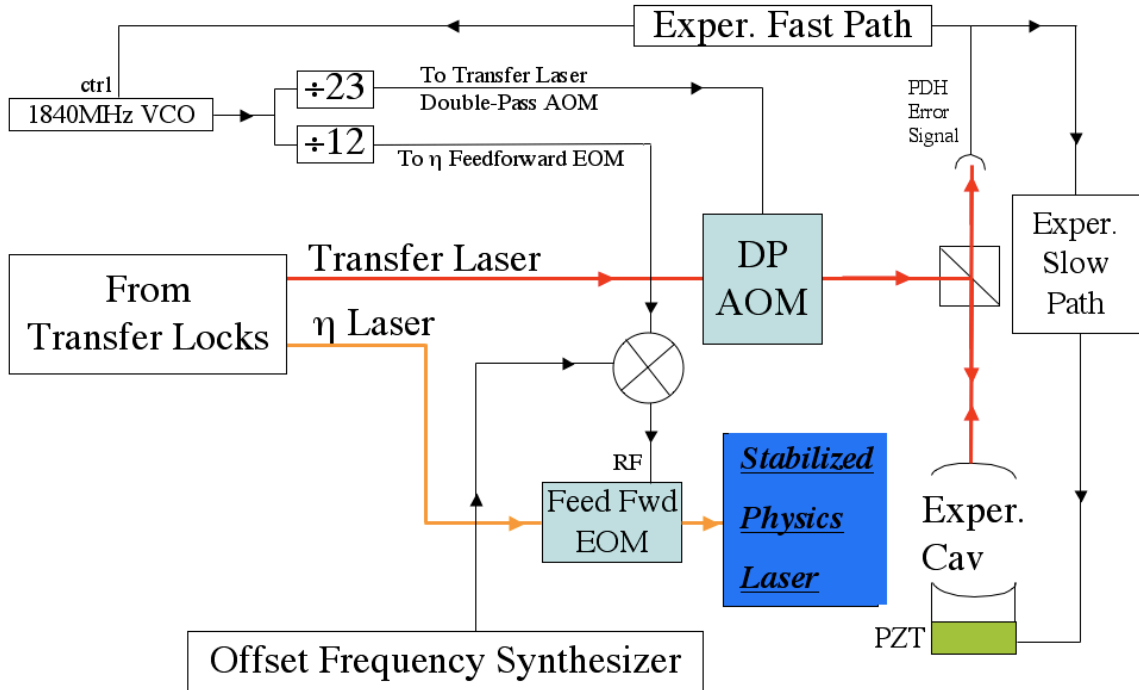 Exper. Fast Path
ctrl
1840MHz VCO
÷23
÷12
To Transfer Laser
Double-Pass AOM
To η Feedforward EOM
PDH
Error
Signal
Exper.
Slow
Path
From
Transfer Locks
Transfer Laser
η Laser
DP
AOM
RF
Feed Fwd
EOM
Stabilized
Physics
Laser
Exper.
Cav
PZT
Offset Frequency Synthesizer